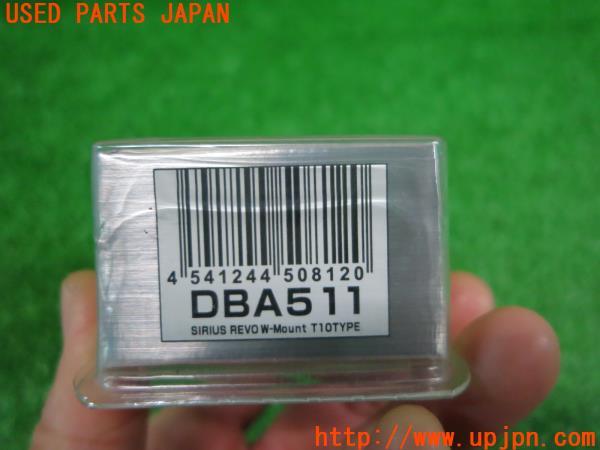 USED PARTS JAPAN
4 541244 508120
DBA511
SIRIUS REVO W-Mount T10TYPE
http://www.upjpn.com